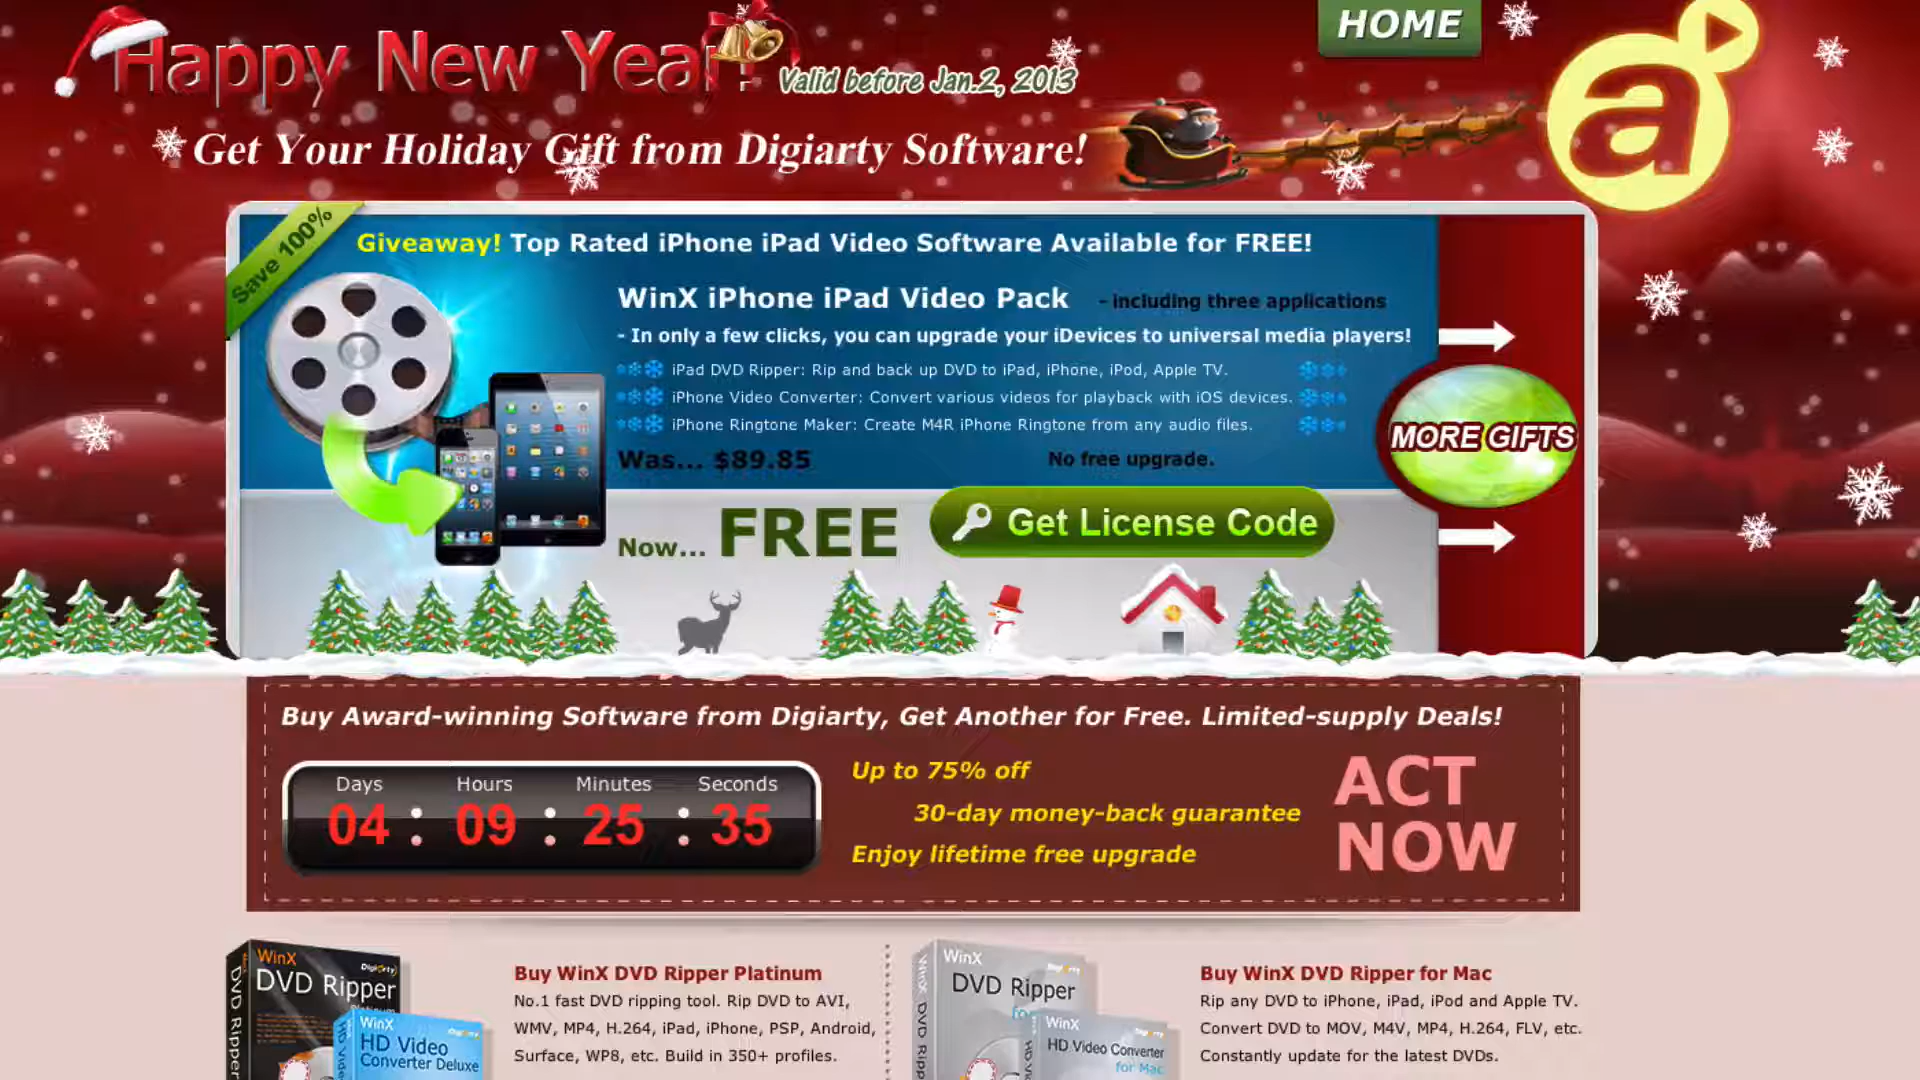 Happy New Year!
Valid before Jan.2, 2013
HOME
Get Your Holiday Gift from Digiarty Software!
Save 100%
Giveaway! Top Rated iPhone iPad Video Software Available for FREE!
WinX iPhone iPad Video Pack - including three applications
- In only a few clicks, you can upgrade your iDevices to universal media players!
iPad DVD Ripper: Rip and back up DVD to iPad, iPhone, iPod, Apple TV.
iPhone Video Converter: Convert various videos for playback with iOS devices.
iPhone Ringtone Maker: Create M4R iPhone Ringtone from any audio files.
MORE GIFTS
Was... $89.85 No free upgrade.
Now... FREE
Get License Code
Buy Award-winning Software from Digiarty, Get Another for Free. Limited-supply Deals!
Days Hours Minutes Seconds
04 : 09 : 25 : 35
Up to 75% off
30-day money-back guarantee
Enjoy lifetime free upgrade
ACT
NOW
WinX
DVD Ripper
Digiarty
DVD Ripper
WinX
HD Video
Converter Deluxe
Buy WinX DVD Ripper Platinum
No.1 fast DVD ripping tool. Rip DVD to AVI,
WMV, MP4, H.264, iPad, iPhone, PSP, Android,
Surface, WP8, etc. Build in 350+ profiles.
WinX
DVD Ripper
WinX
HD Video Converter
for Mac
Buy WinX DVD Ripper for Mac
Rip any DVD to iPhone, iPad, iPod and Apple TV.
Convert DVD to MOV, M4V, MP4, H.264, FLV, etc.
Constantly update for the latest DVDs.